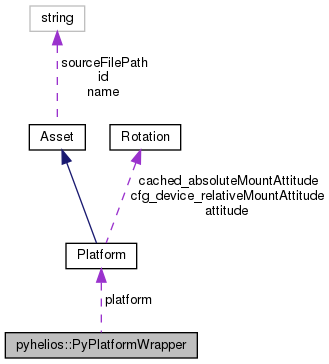 string
sourceFilePath
id
name
Asset
Rotation
cached_absoluteMountAttitude
cfg_device_relativeMountAttitude
attitude
Platform
platform
pyhelios::PyPlatformWrapper